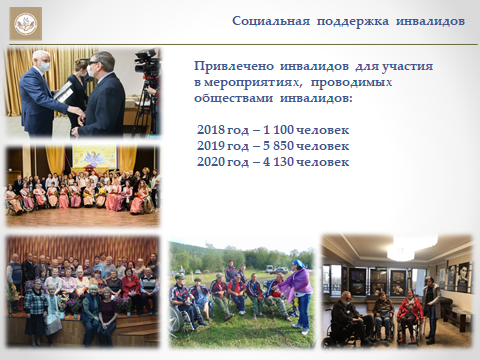 Социальная поддержка инвалидов
Привлечено инвалидов для участия
в мероприятиях, проводимых
обществами инвалидов:
2018 год – 1 100 человек
2019 год – 5 850 человек
2020 год – 4 130 человек